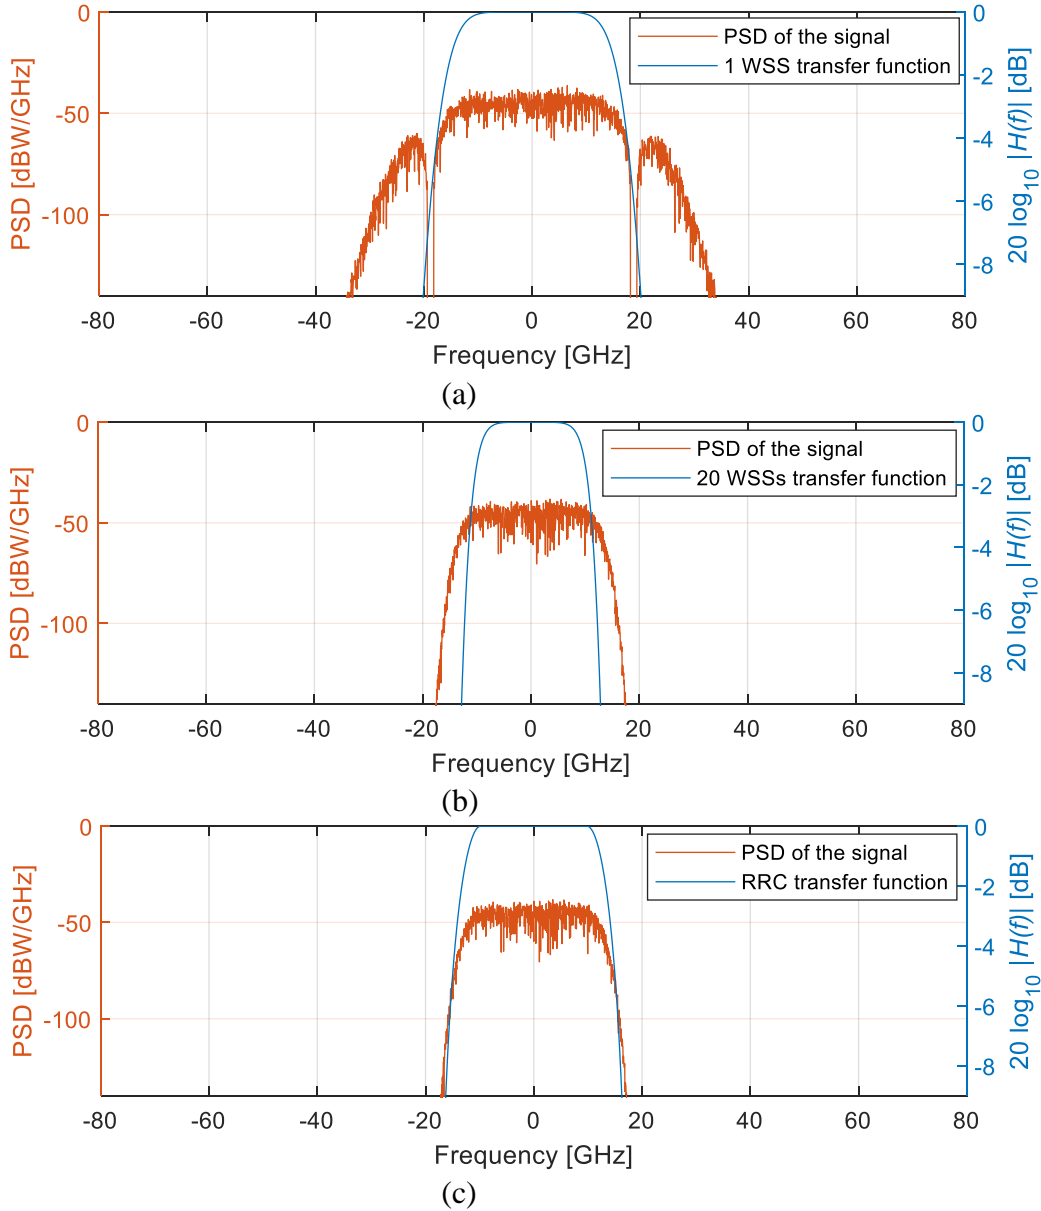 0
-50
-100
PSD [dBW/GHz]
PSD of the signal
1 WSS transfer function
0
-2
-4
-6
-8
20 log10 |H(f)| [dB]
-80 -60 -40 -20 0 20 40 60 80
Frequency [GHz]
(a)
0
-50
-100
PSD [dBW/GHz]
PSD of the signal
20 WSSs transfer function
0
-2
-4
-6
-8
20 log10 |H(f)| [dB]
-80 -60 -40 -20 0 20 40 60 80
Frequency [GHz]
(b)
0
-50
-100
PSD [dBW/GHz]
PSD of the signal
RRC transfer function
0
-2
-4
-6
-8
20 log10 |H(f)| [dB]
-80 -60 -40 -20 0 20 40 60 80
Frequency [GHz]
(c)